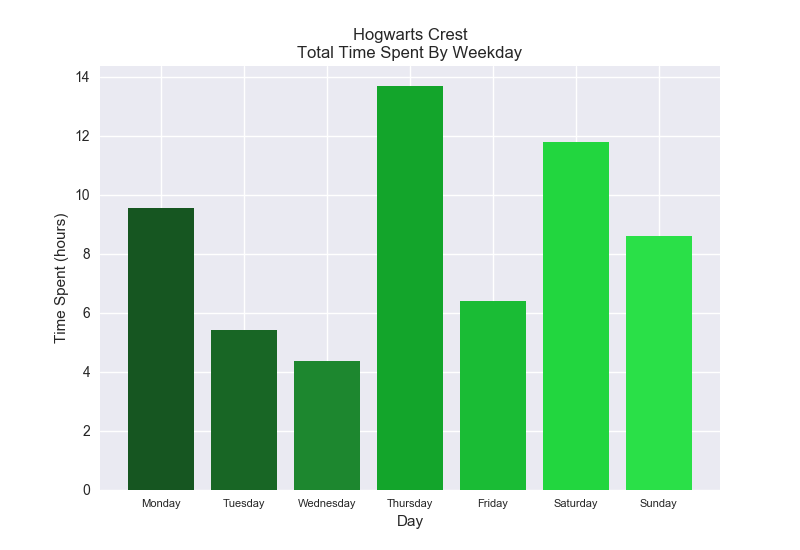 Hogwarts Crest
Total Time Spent By Weekday
Time Spent (hours)
14
12
10
8
6
4
2
0
Monday Tuesday Wednesday Thursday Friday Saturday Sunday
Day